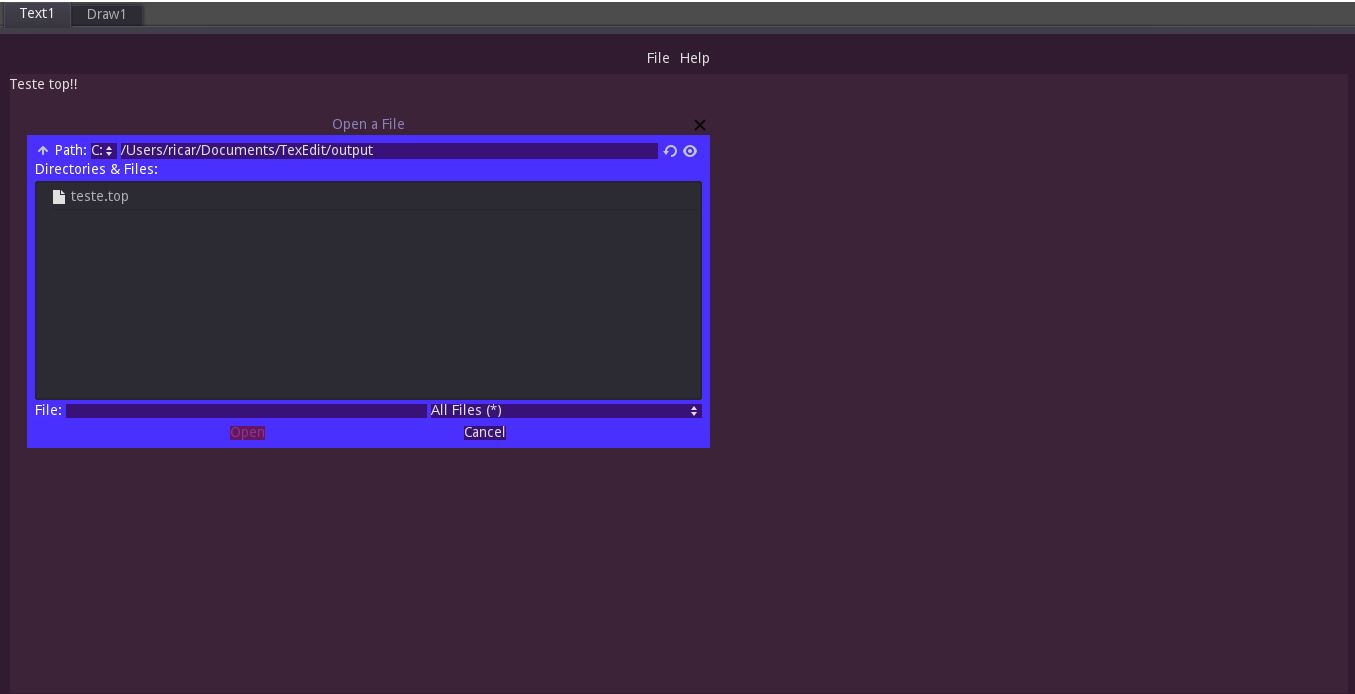 Text1 Draw1
File Help
Teste top!!
Open a File
Path: C: /Users/ricar/Documents/TexEdit/output
Directories & Files:
teste.top
File: All Files (*)
Open Cancel